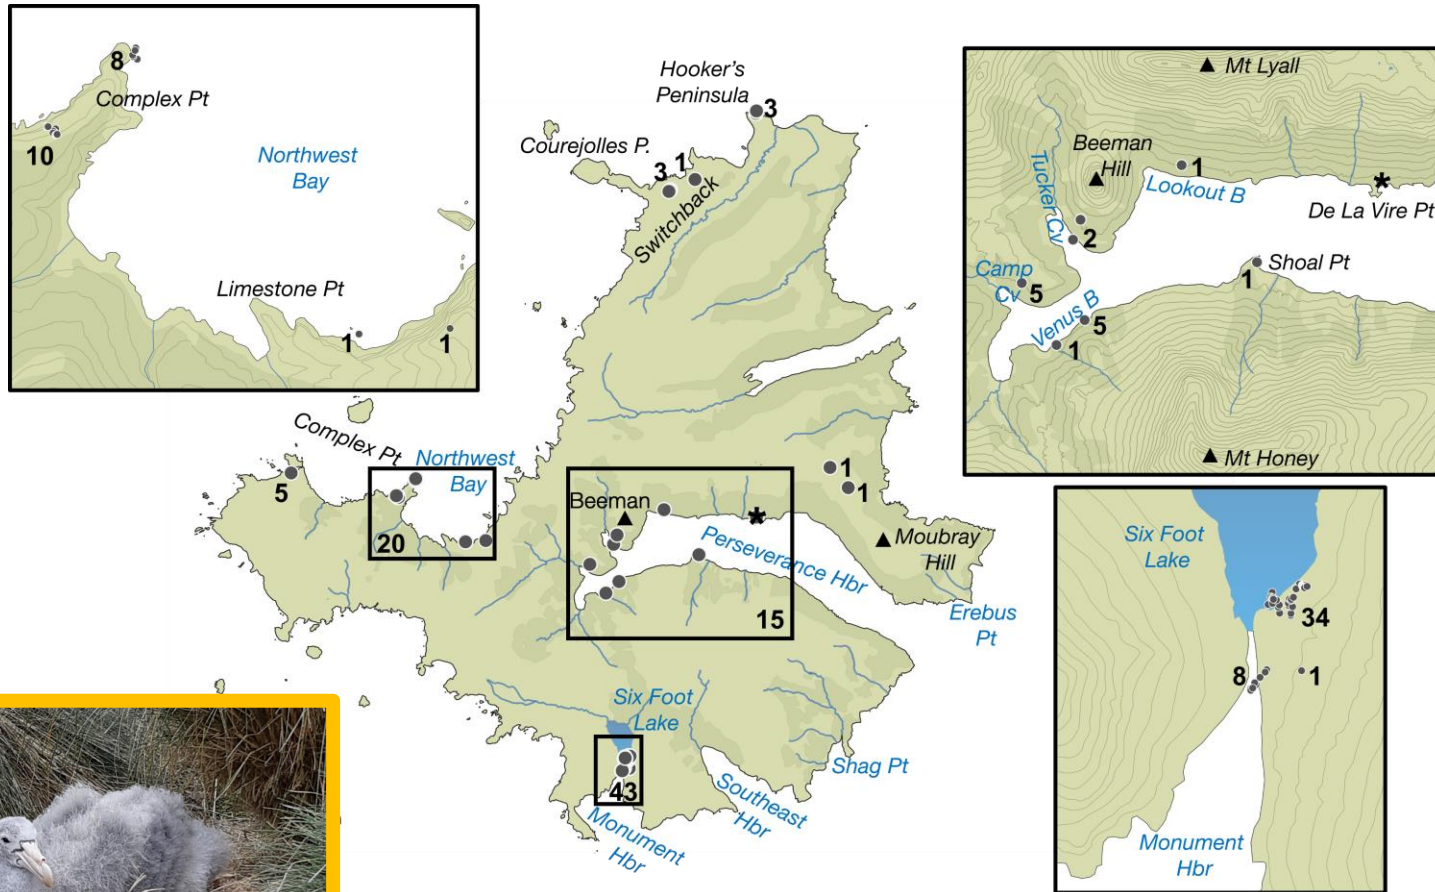 8
Complex Pt
10
Northwest
Bay
Limestone Pt
1
1
Hooker's
Peninsula
3
Courejolles P.
3
1
Switchback
Mt Lyall
Beeman
Hill
Tucker Cv
1
Lookout B
*
De La Vire Pt
2
Camp
Cv
5
Shoal Pt
1
Venus B
5
1
Mt Honey
Complex Pt
Northwest
Bay
5
20
Beeman
*
Perseverance Hbr
15
1
1
Moubray
Hill
Erebus
Pt
Six Foot
Lake
43
Monument
Hbr
Southeast
Hbr
Shag Pt
Six Foot
Lake
34
8
1
Monument
Hbr